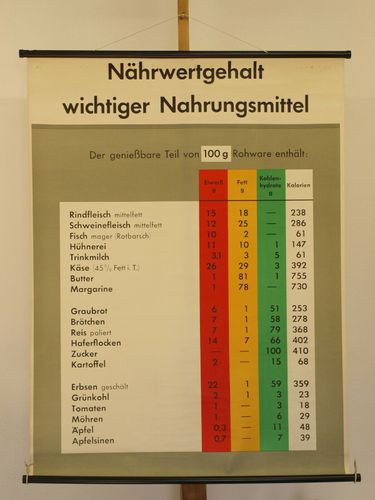 Nährwertgehalt
wichtiger Nahrungsmittel
Der genießbare Teil von 100 g Rohware enthält:
Eiweiß g Fett g Kohlen-hydrate g Kalorien
Rindfleisch mittelfett 15 18 — 238
Schweinefleisch mittelfett 12 25 — 286
Fisch mager (Rotbarsch) 10 2 — 61
Hühnerei 11 10 1 147
Trinkmilch 3,1 3 5 61
Käse (45% Fett i. T.) 26 29 3 392
Butter 1 81 1 755
Margarine 1 78 — 730
Graubrot 6 1 51 253
Brötchen 7 1 58 278
Reis poliert 7 1 79 368
Haferflocken 14 7 66 402
Zucker — — 100 410
Kartoffel 2 - 15 68
Erbsen geschält 22 1 59 359
Grünkohl 2 1 3 23
Tomaten 1 — 3 18
Möhren 1 — 6 29
Äpfel 0,3 — 11 48
Apfelsinen 0,7 — 7 39